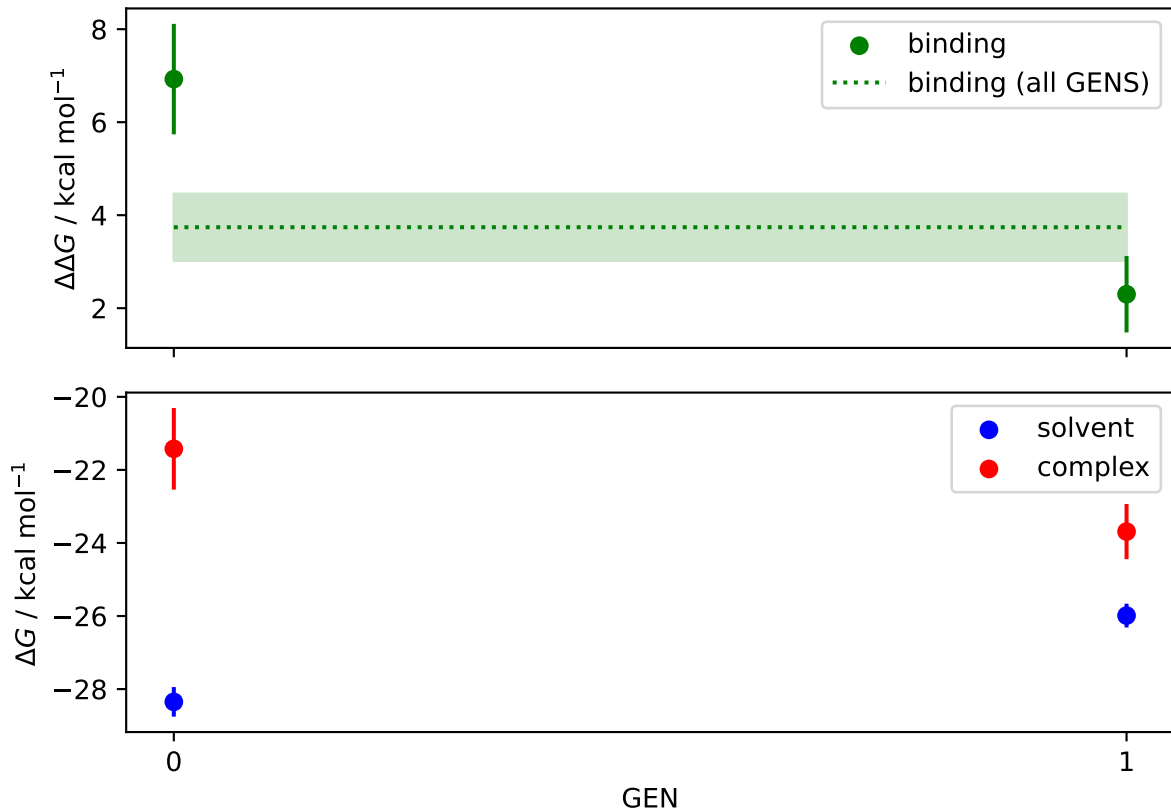 8
6
4
2
ΔΔG / kcal mol⁻¹
binding
binding (all GENS)
−20
−22
−24
−26
−28
ΔG / kcal mol⁻¹
solvent
complex
0
1
GEN